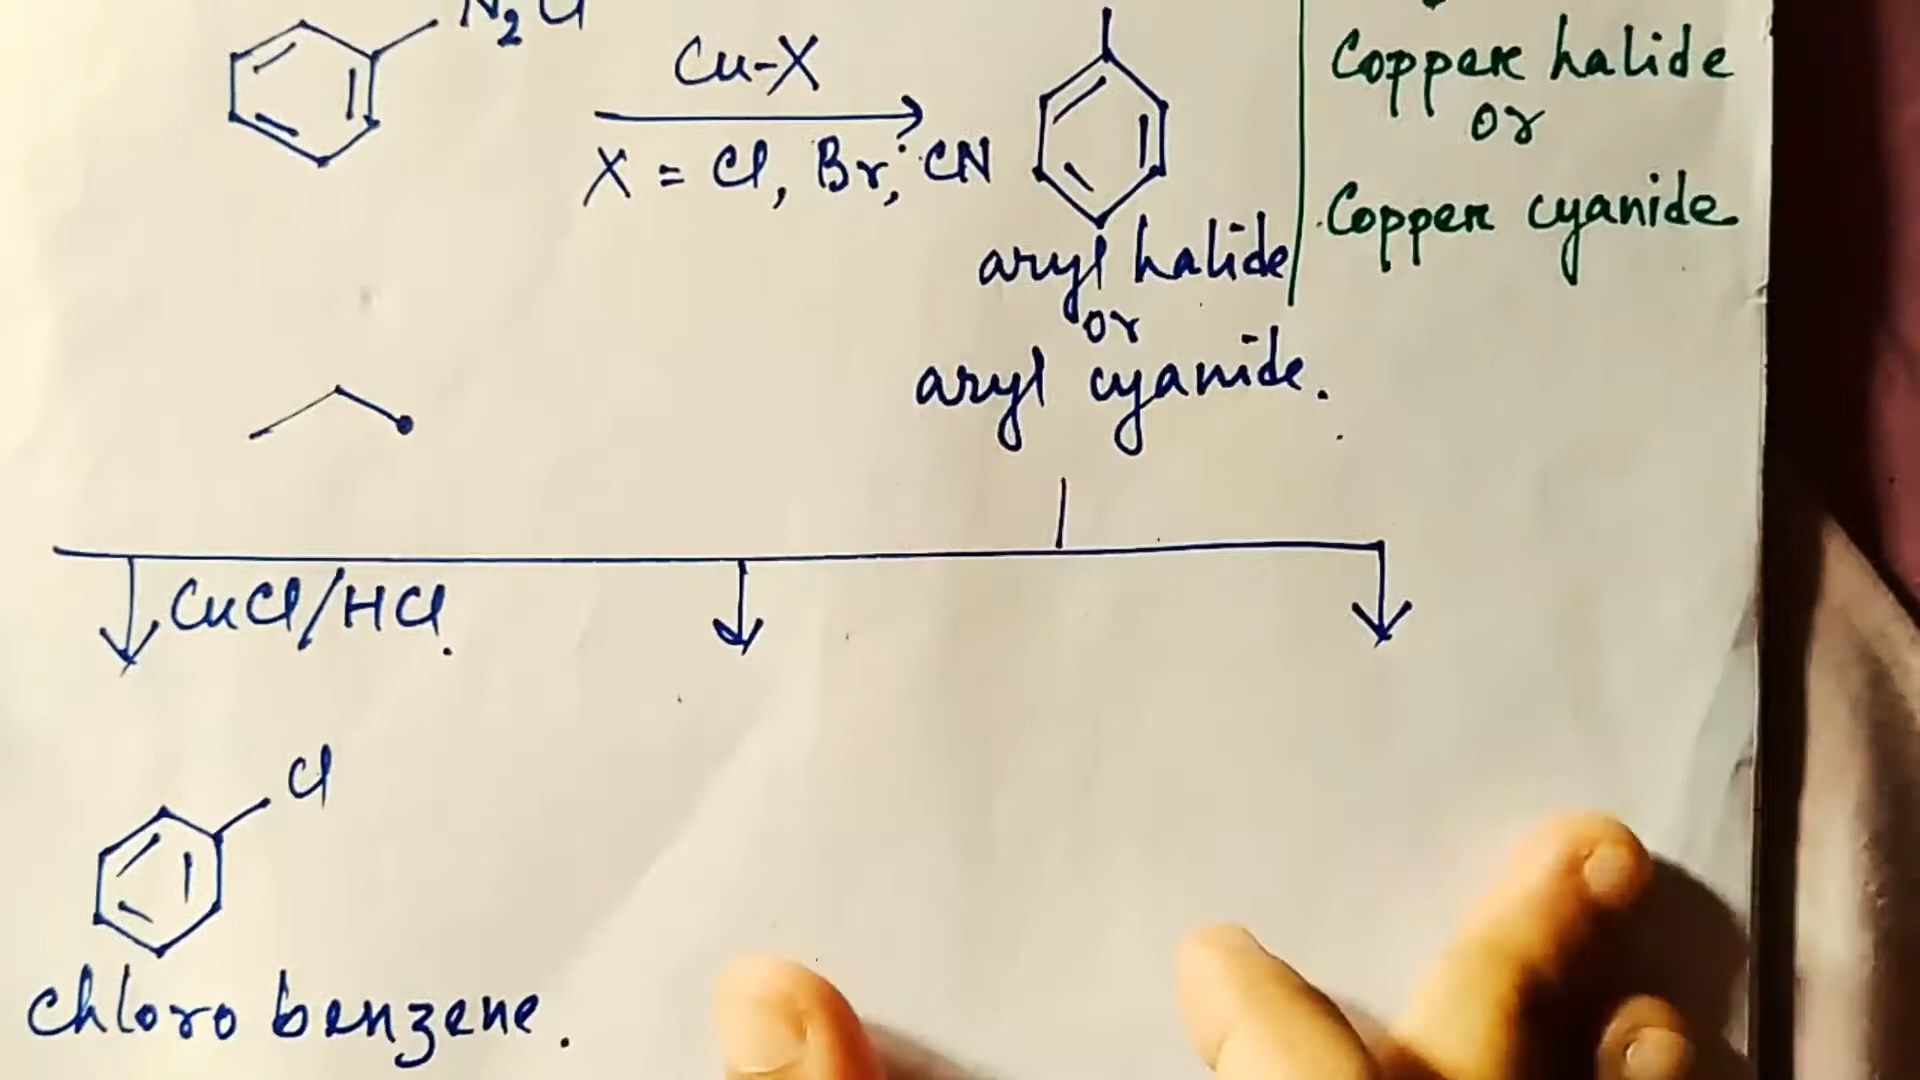 N2Cl
Cu-X
X = Cl, Br, CN
aryl halide
or
aryl cyanide.
Copper halide
or
Copper cyanide
CuCl/HCl
Cl
chloro benzene.